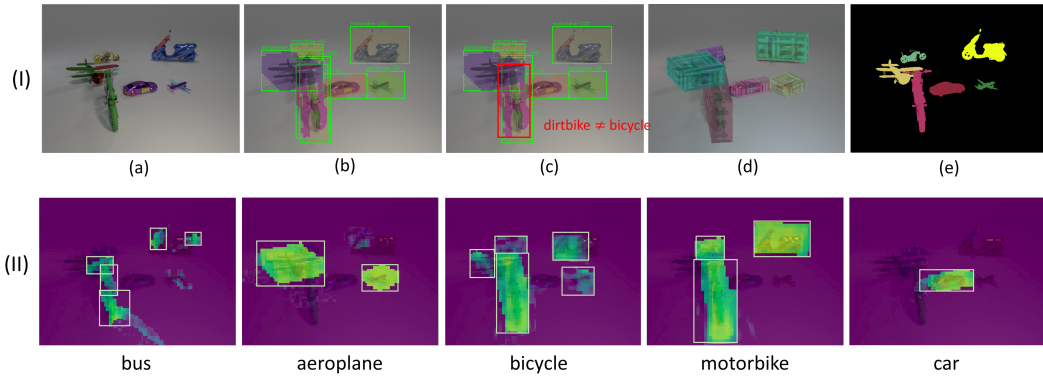 (I)
(a)
(b)
dirtbike ≠ bicycle
(c)
(d)
(e)
(II)
bus
aeroplane
bicycle
motorbike
car